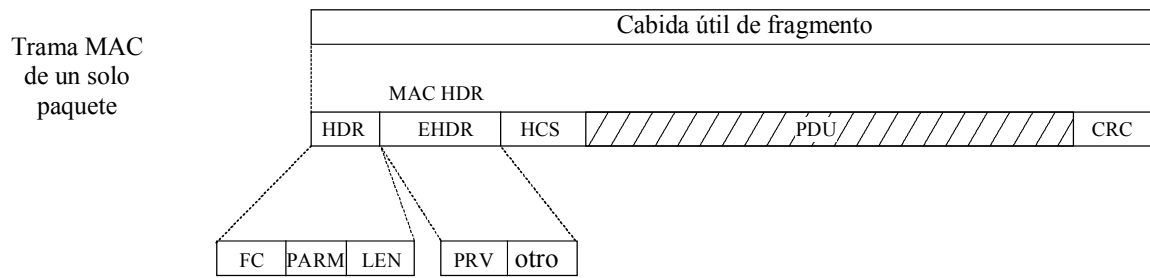 Cabida útil de fragmento
Trama MAC
de un solo
paquete
MAC HDR
HDR EHDR HCS PDU CRC
FC PARM LEN PRV otro